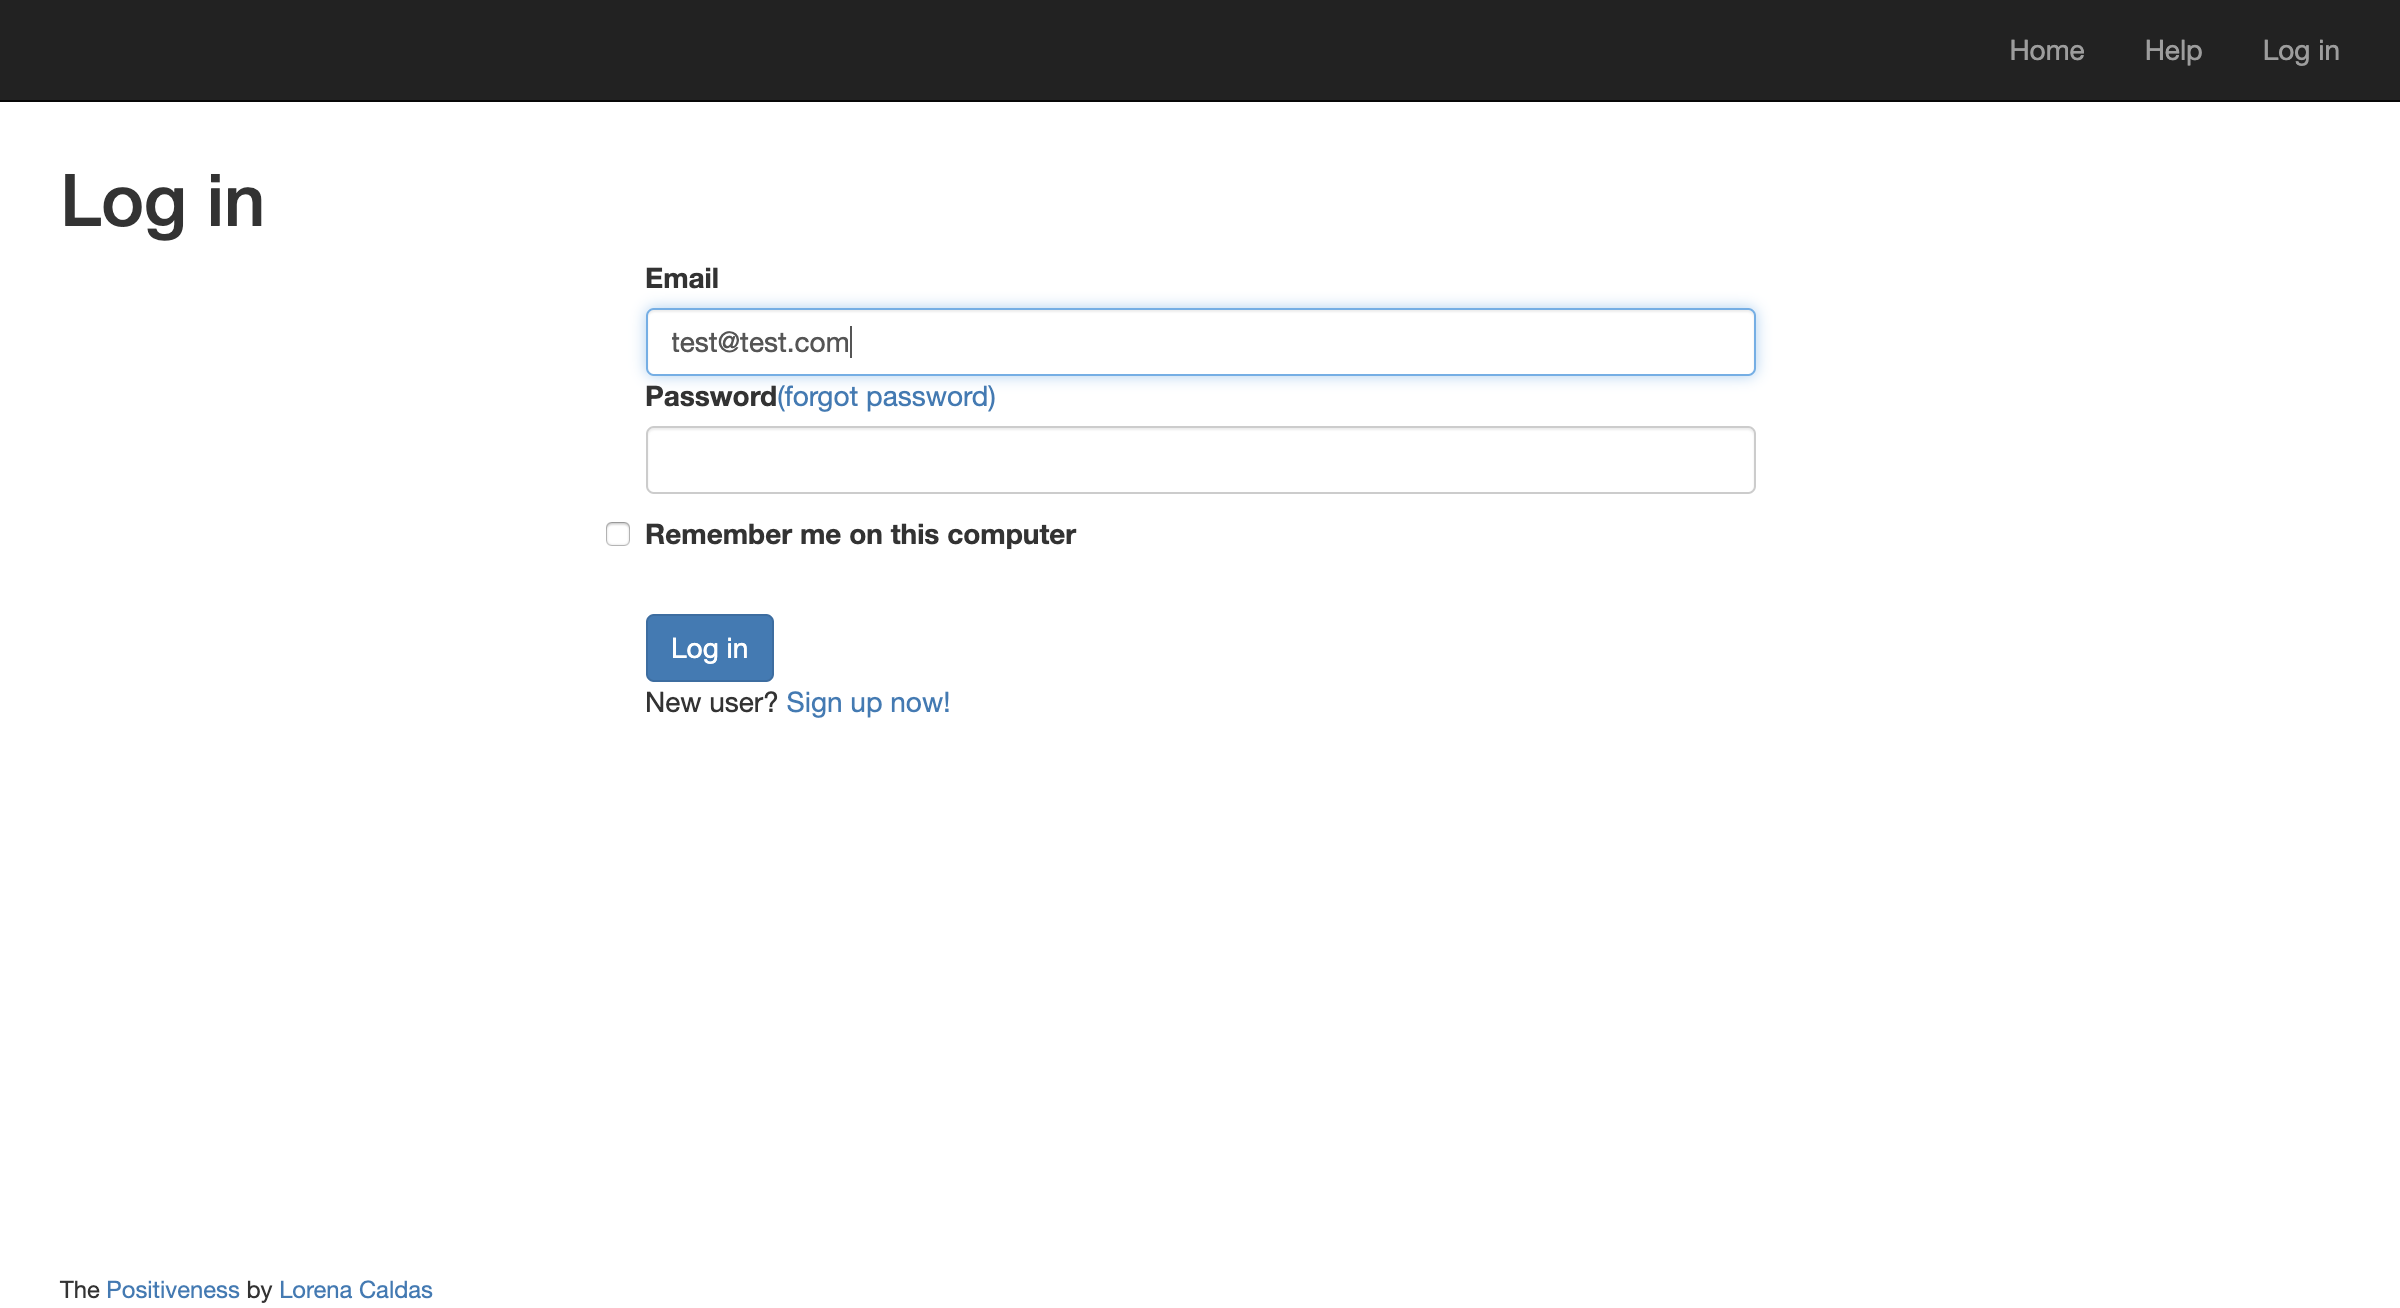 Home Help Log in
Log in
Email
test@test.com
Password(forgot password)
Remember me on this computer
Log in
New user? Sign up now!
The Positiveness by Lorena Caldas